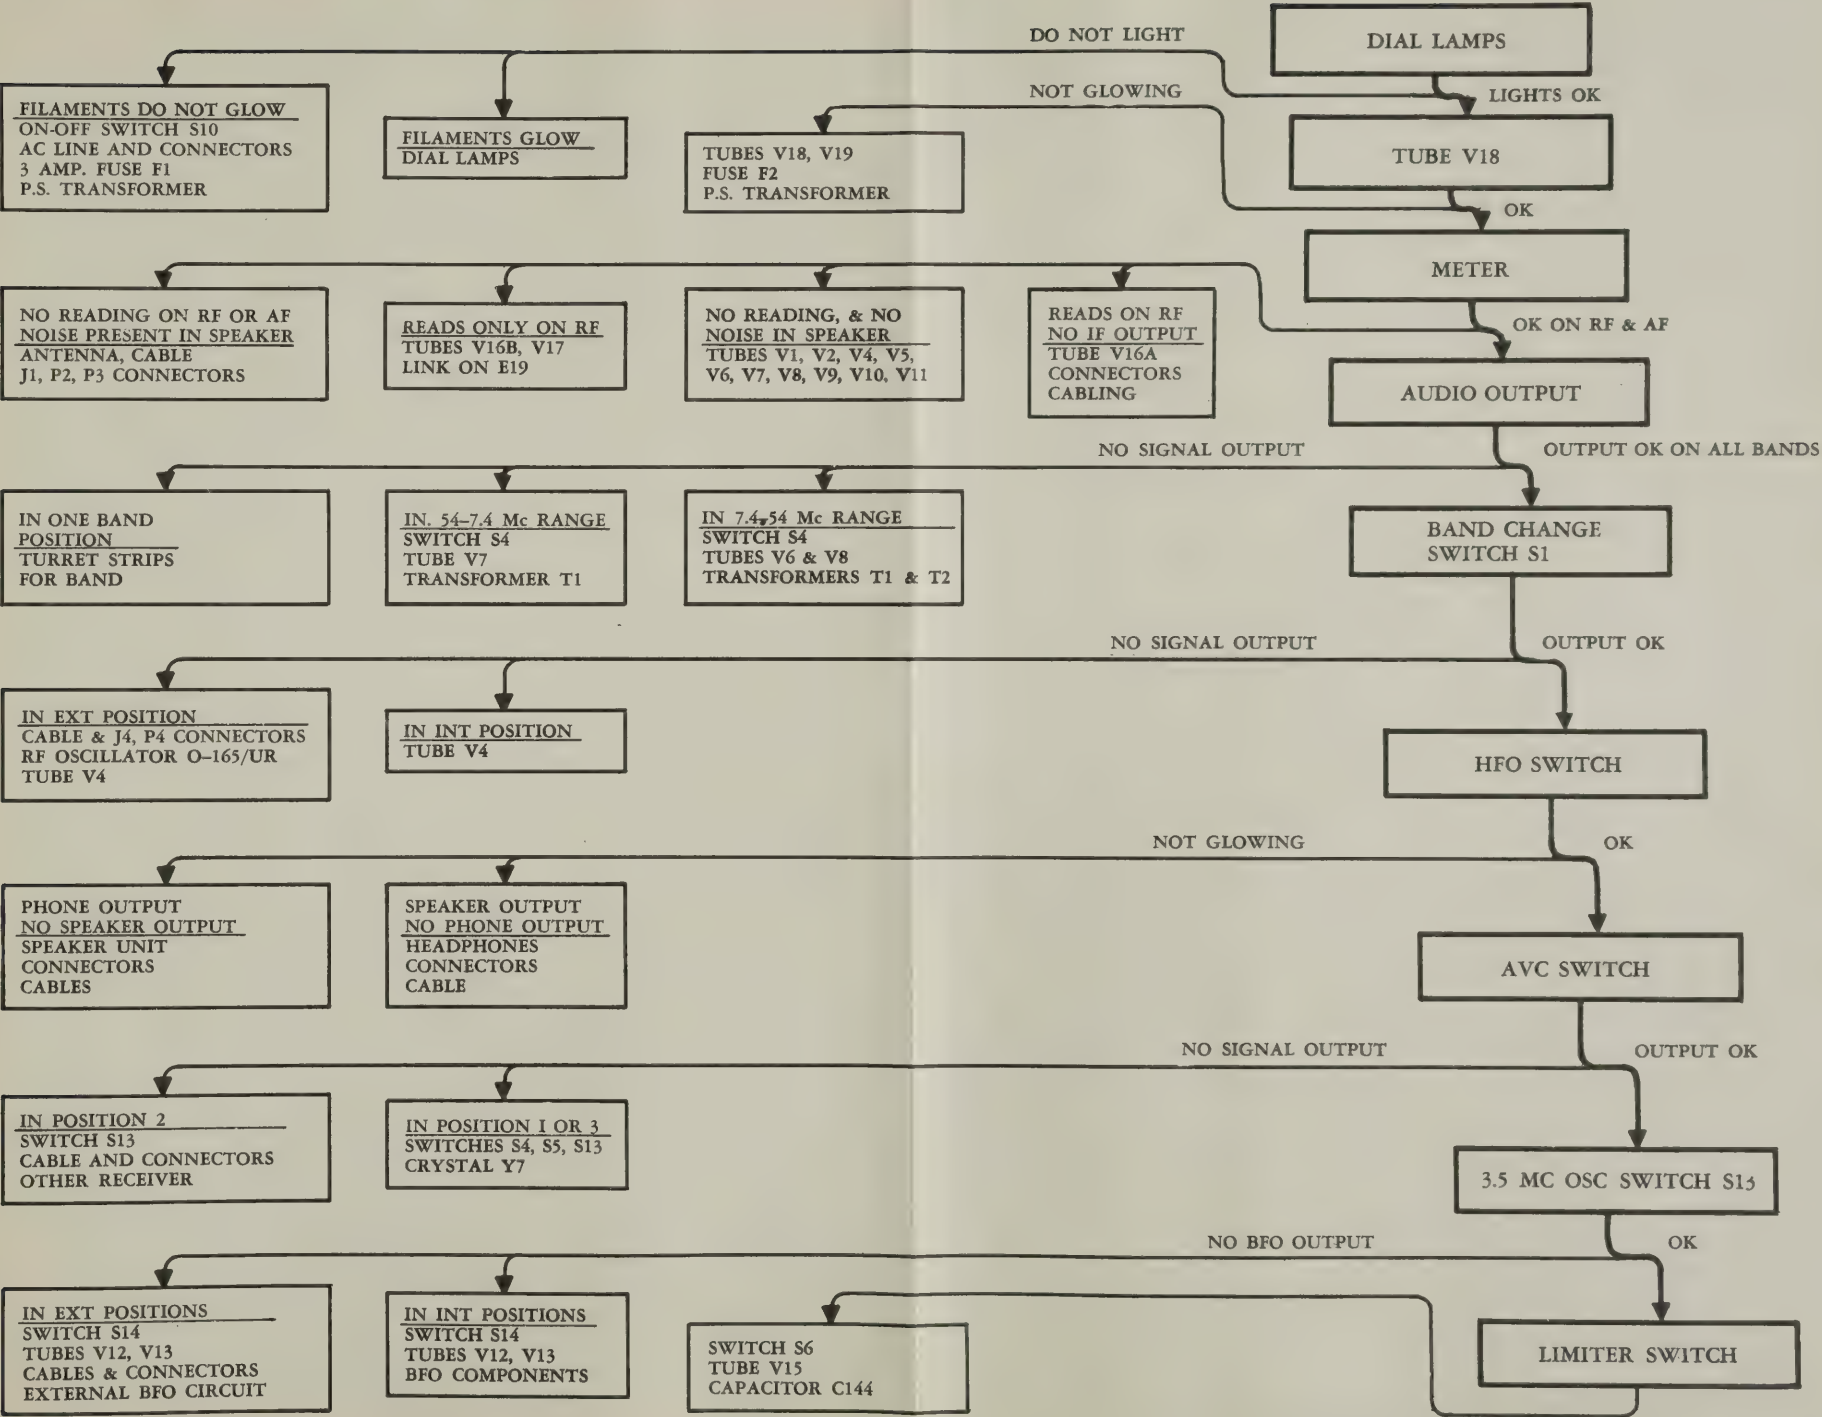 DIAL LAMPS
DO NOT LIGHT
LIGHTS OK
FILAMENTS DO NOT GLOW
ON-OFF SWITCH S10
AC LINE AND CONNECTORS
3 AMP. FUSE F1
P.S. TRANSFORMER
FILAMENTS GLOW
DIAL LAMPS
NOT GLOWING
TUBES V18, V19
FUSE F2
P.S. TRANSFORMER
TUBE V18
OK
METER
NO READING ON RF OR AF
NOISE PRESENT IN SPEAKER
ANTENNA, CABLE
J1, P2, P3 CONNECTORS
READS ONLY ON RF
TUBES V16B, V17
LINK ON E19
NO READING, & NO
NOISE IN SPEAKER
TUBES V1, V2, V4, V5,
V6, V7, V8, V9, V10, V11
READS ON RF
NO IF OUTPUT
TUBE V16A
CONNECTORS
CABLING
OK ON RF & AF
AUDIO OUTPUT
NO SIGNAL OUTPUT
OUTPUT OK ON ALL BANDS
IN ONE BAND
POSITION
TURRET STRIPS
FOR BAND
IN. 54–7.4 Mc RANGE
SWITCH S4
TUBE V7
TRANSFORMER T1
IN 7.4–54 Mc RANGE
SWITCH S4
TUBES V6 & V8
TRANSFORMERS T1 & T2
BAND CHANGE
SWITCH S1
NO SIGNAL OUTPUT
OUTPUT OK
IN EXT POSITION
CABLE & J4, P4 CONNECTORS
RF OSCILLATOR O–165/UR
TUBE V4
IN INT POSITION
TUBE V4
HFO SWITCH
NOT GLOWING
OK
PHONE OUTPUT
NO SPEAKER OUTPUT
SPEAKER UNIT
CONNECTORS
CABLES
SPEAKER OUTPUT
NO PHONE OUTPUT
HEADPHONES
CONNECTORS
CABLE
AVC SWITCH
NO SIGNAL OUTPUT
OUTPUT OK
IN POSITION 2
SWITCH S13
CABLE AND CONNECTORS
OTHER RECEIVER
IN POSITION I OR 3
SWITCHES S4, S5, S13
CRYSTAL Y7
3.5 MC OSC SWITCH S13
NO BFO OUTPUT
OK
IN EXT POSITIONS
SWITCH S14
TUBES V12, V13
CABLES & CONNECTORS
EXTERNAL BFO CIRCUIT
IN INT POSITIONS
SWITCH S14
TUBES V12, V13
BFO COMPONENTS
SWITCH S6
TUBE V15
CAPACITOR C144
LIMITER SWITCH